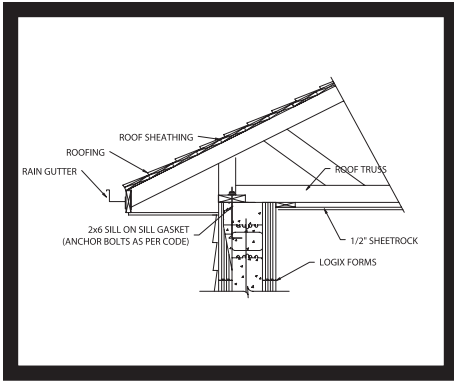 ROOF SHEATHING
ROOFING
RAIN GUTTER
ROOF TRUSS
2x6 SILL ON SILL GASKET
(ANCHOR BOLTS AS PER CODE)
1/2" SHEETROCK
LOGIX FORMS